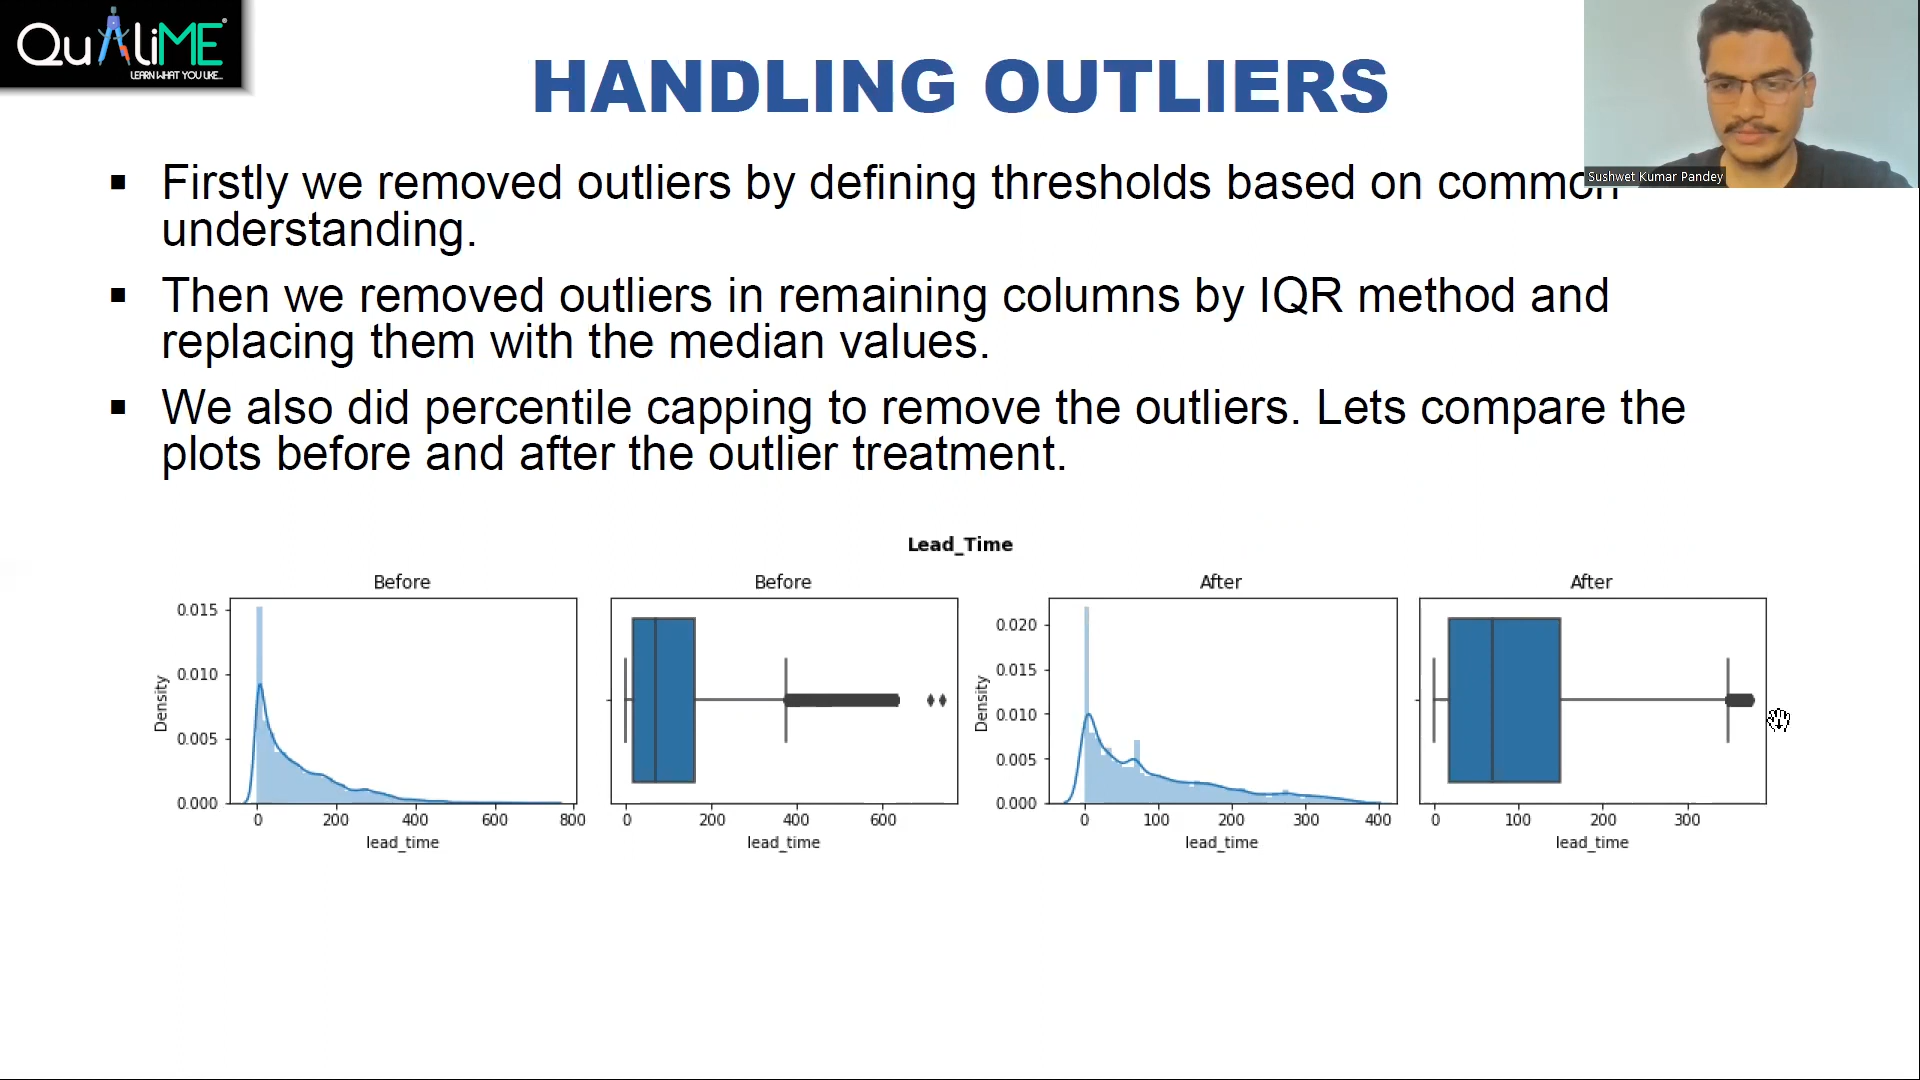 QuAliME
LEARN WHAT YOU LIKE...
HANDLING OUTLIERS
Sushwet Kumar Pandey
Firstly we removed outliers by defining thresholds based on common
understanding.
Then we removed outliers in remaining columns by IQR method and
replacing them with the median values.
We also did percentile capping to remove the outliers. Lets compare the
plots before and after the outlier treatment.
Lead_Time
Before
Density
0.015
0.010
0.005
0.000
0 200 400 600 800
lead_time
Before
0 200 400 600
lead_time
After
Density
0.020
0.015
0.010
0.005
0.000
0 100 200 300 400
lead_time
After
0 100 200 300
lead_time